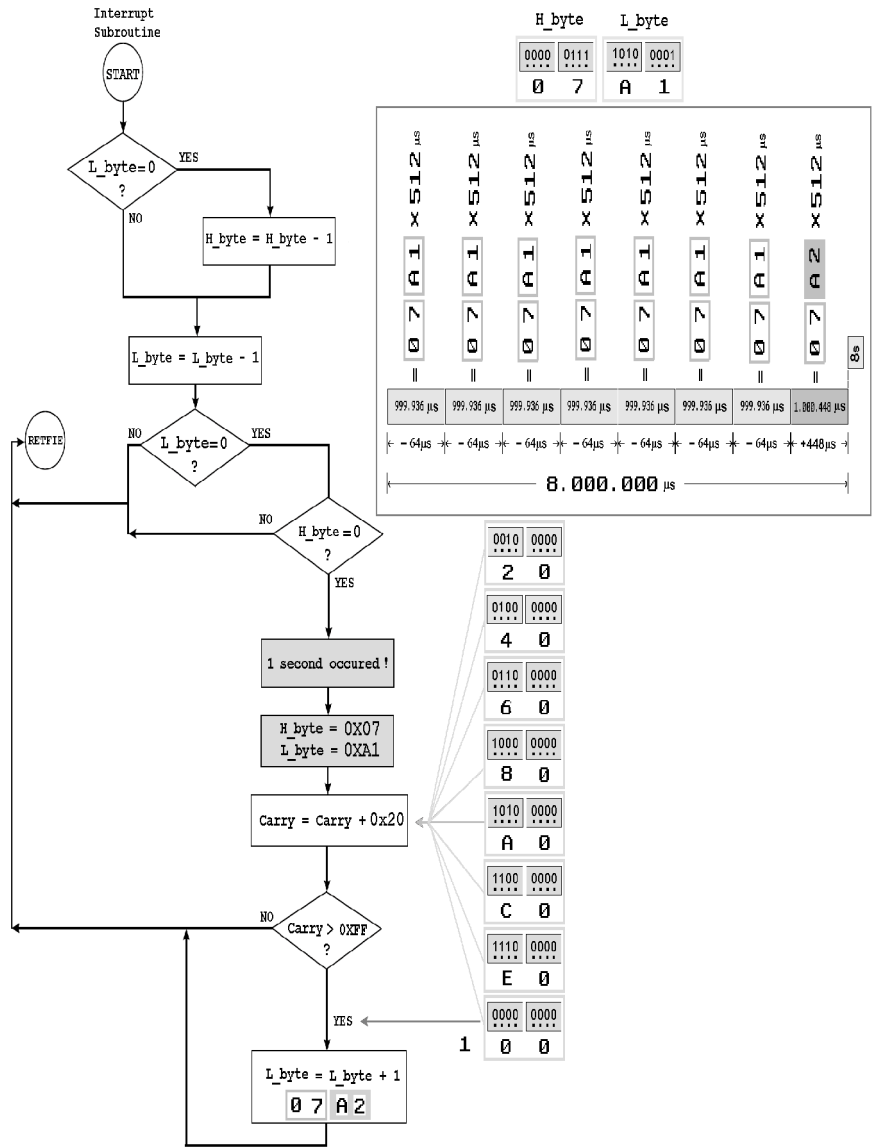 Interrupt
Subroutine
START
L_byte=0
?
YES
NO
H_byte = H_byte - 1
L_byte = L_byte - 1
RETFIE
NO
L_byte=0
?
YES
NO
H_byte=0
?
YES
1 second occured!
H_byte = 0X07
L_byte = 0XA1
Carry = Carry + 0x20
NO
Carry > 0XFF
?
YES
L_byte = L_byte + 1
0 7 A 2
H_byte L_byte
0000 0111 1010 0001
0 7 A 1
= 0 7 A 1 x512 µs
= 0 7 A 1 x512 µs
= 0 7 A 1 x512 µs
= 0 7 A 1 x512 µs
= 0 7 A 1 x512 µs
= 0 7 A 1 x512 µs
= 0 7 A 1 x512 µs
= 0 7 A 2 x512 µs
8s
999.936 µs 999.936 µs 999.936 µs 999.936 µs 999.936 µs 999.936 µs 999.936 µs 1.000.448 µs
-64µs -64µs -64µs -64µs -64µs -64µs -64µs +448µs
8.000.000 µs
0010 0000
2 0
0100 0000
4 0
0110 0000
6 0
1000 0000
8 0
1010 0000
A 0
1100 0000
C 0
1110 0000
E 0
0000 0000
1 0 0